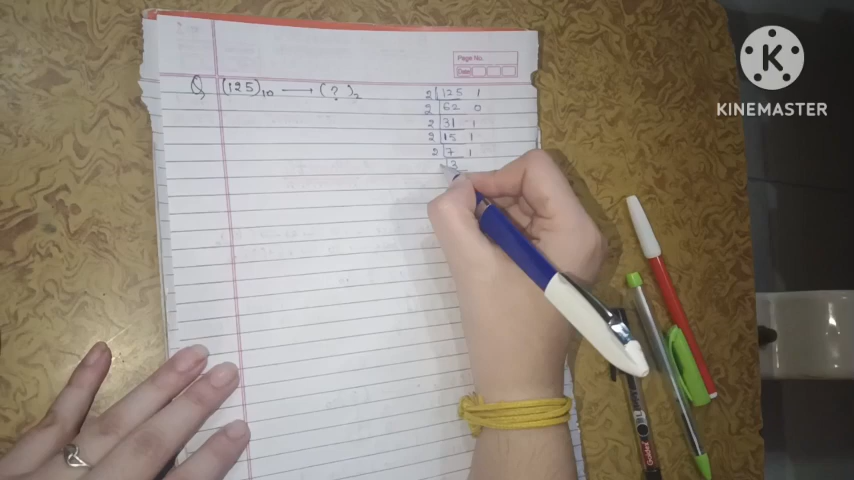 Page No.
Date
Q (125)10 → (?)2
2 125 1
2 62 0
2 31 1
2 15 1
2 7 1
3
K
KINEMASTER